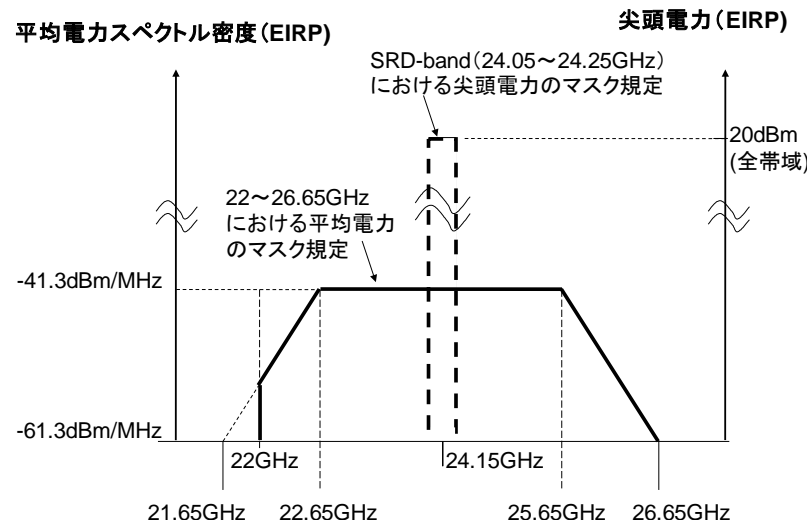 平均電力スペクトル密度（EIRP）
尖頭電力（EIRP）
SRD-band（24.05～24.25GHz）
における尖頭電力のマスク規定
20dBm
(全帯域)
22～26.65GHz
における平均電力
のマスク規定
-41.3dBm/MHz
-61.3dBm/MHz
22GHz
24.15GHz
21.65GHz
22.65GHz
25.65GHz
26.65GHz